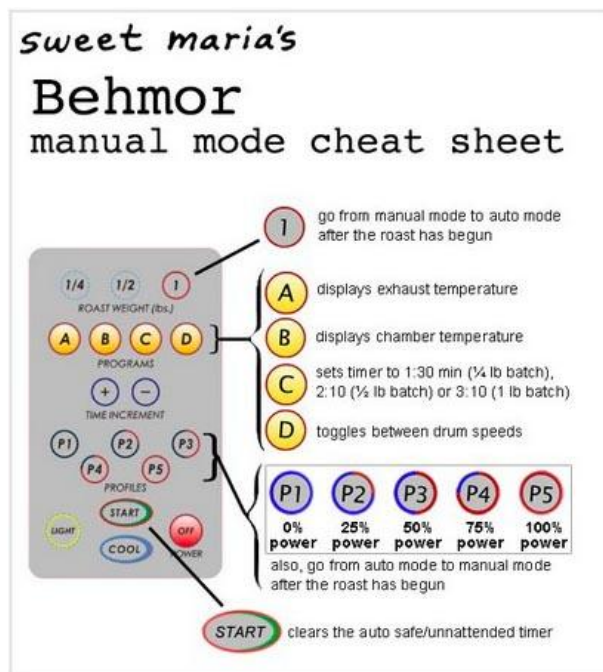 sweet maria's
Behmor
manual mode cheat sheet
1
go from manual mode to auto mode
after the roast has begun
1/4 1/2 1
ROAST WEIGHT (lbs.)
A B C D
PROGRAMS
+ −
TIME INCREMENT
P1 P2 P3
P4 P5
PROFILES
START
LIGHT
OFF
COOL
POWER
A
displays exhaust temperature
B
displays chamber temperature
C
sets timer to 1:30 min (¼ lb batch),
2:10 (½ lb batch) or 3:10 (1 lb batch)
D
toggles between drum speeds
P1 P2 P3 P4 P5
0% 25% 50% 75% 100%
power power power power power
also, go from auto mode to manual mode
after the roast has begun
START
clears the auto safe/unnattended timer